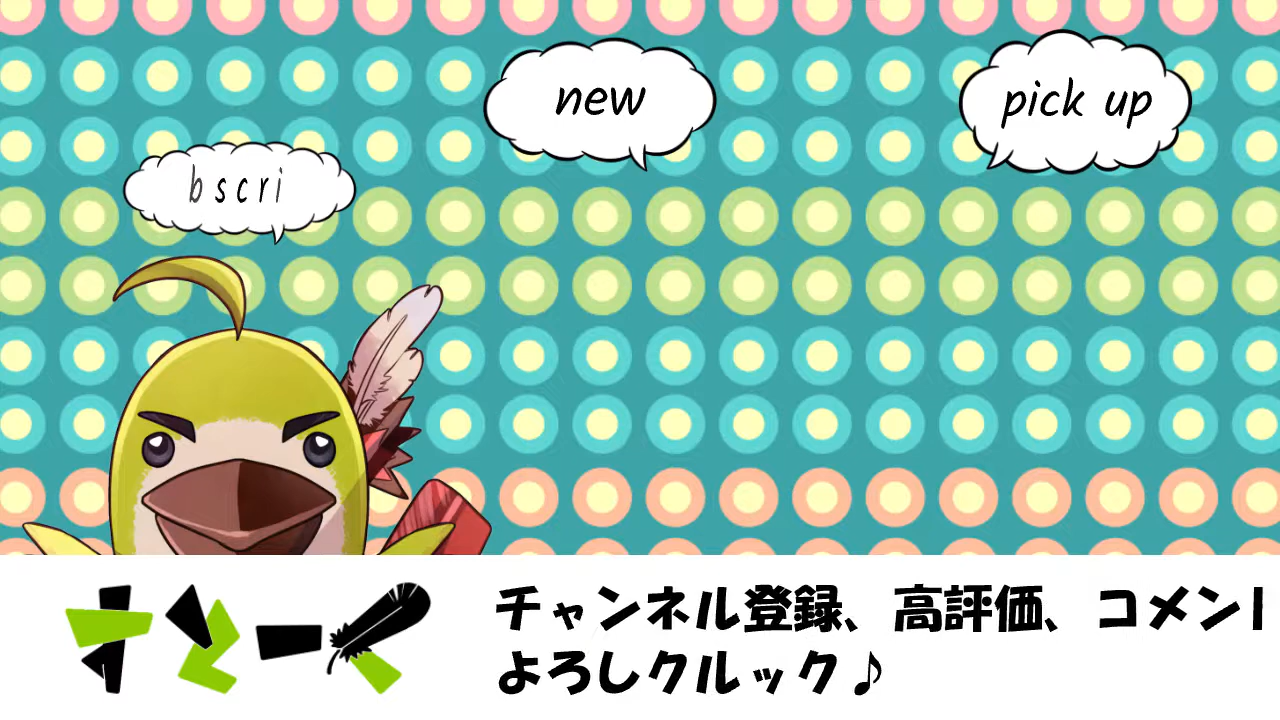 new
pick up
bscri
すとーく
チャンネル登録、高評価、コメン
よろしクルック♪